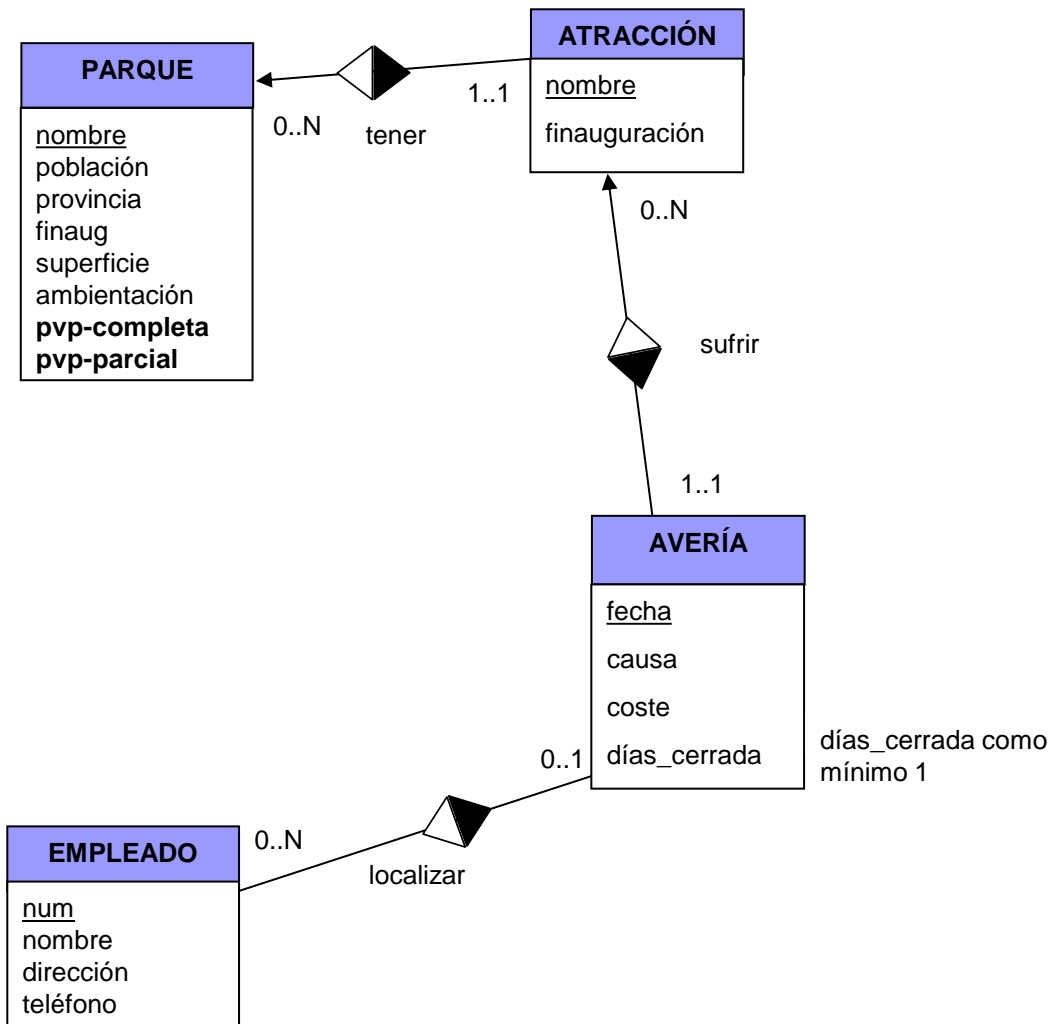 PARQUE
nombre
población
provincia
finaug
superficie
ambientación
pvp-completa
pvp-parcial
0..N
tener
1..1
ATRACCIÓN
nombre
finauguración
0..N
sufrir
1..1
AVERÍA
fecha
causa
coste
días_cerrada
días_cerrada como
mínimo 1
0..1
localizar
0..N
EMPLEADO
num
nombre
dirección
teléfono